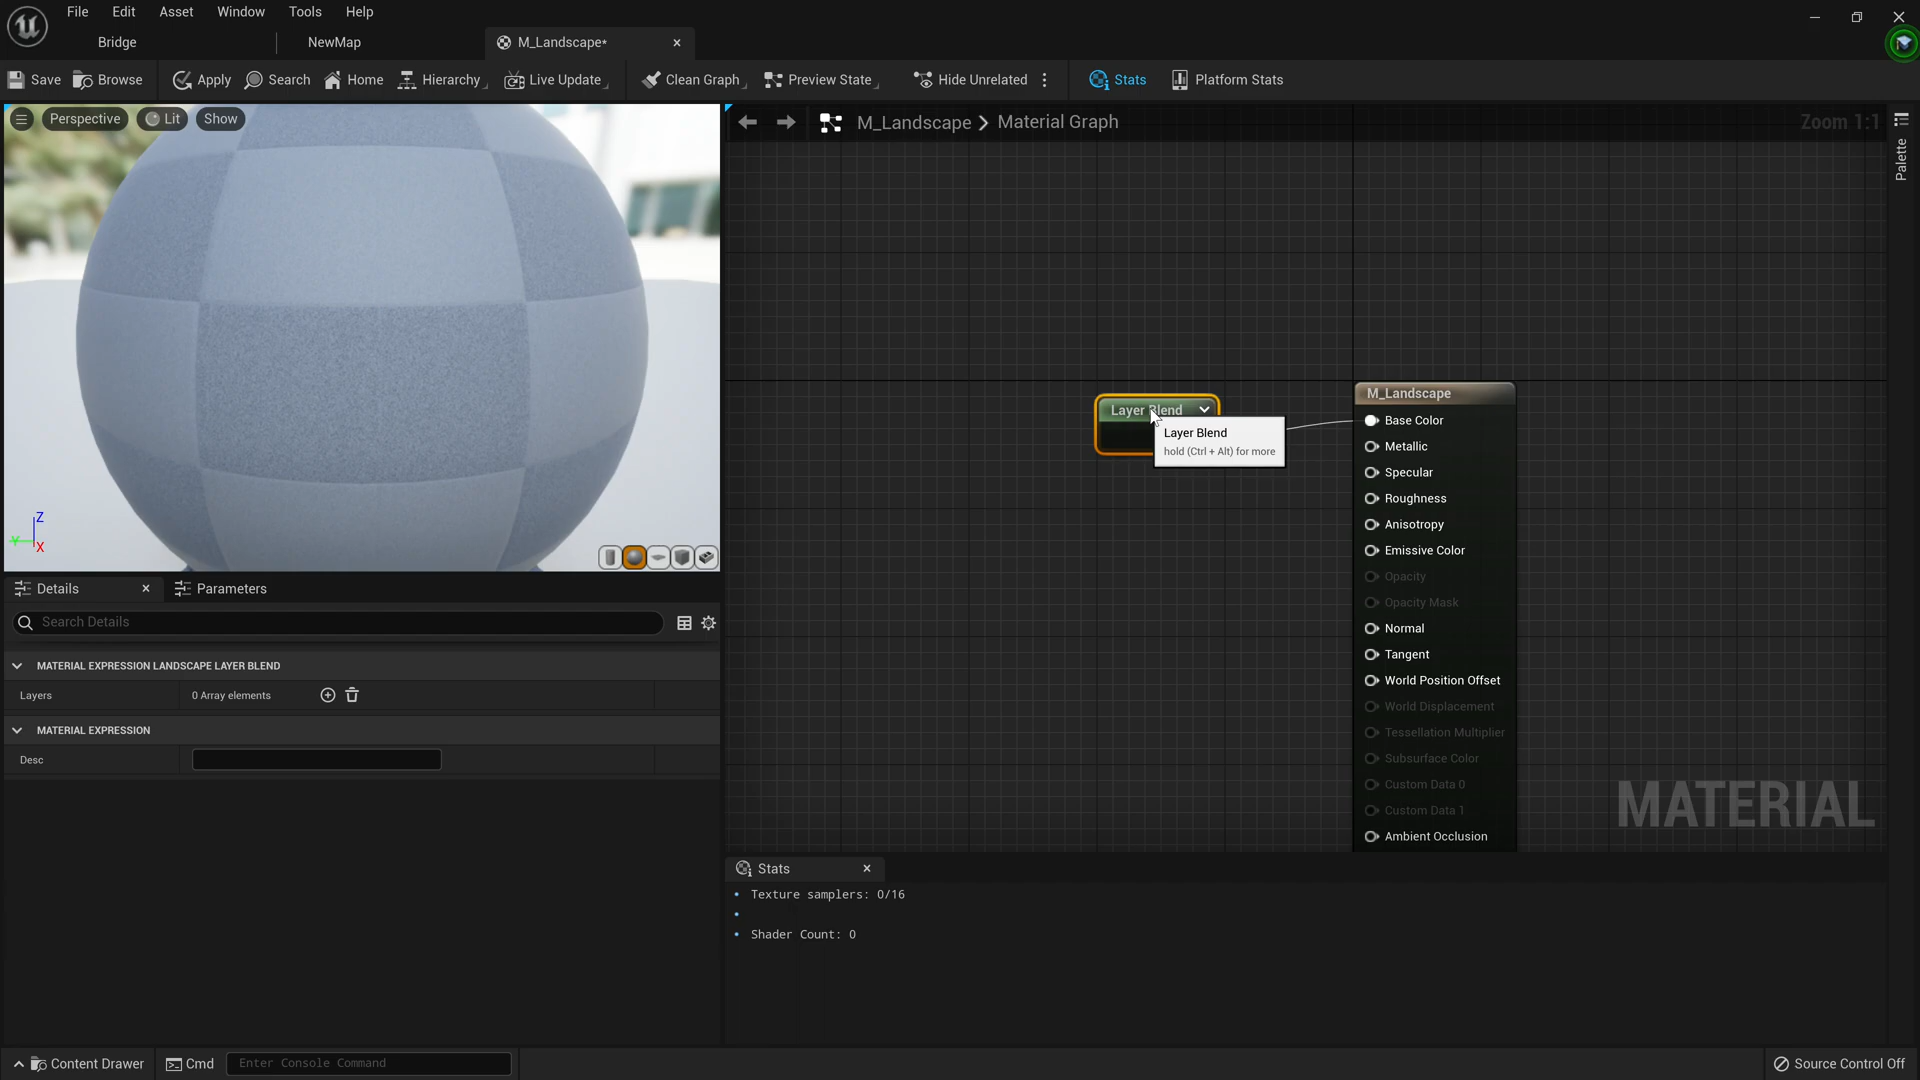 File Edit Asset Window Tools Help
Bridge NewMap M_Landscape*
Save Browse Apply Search Home Hierarchy Live Update Clean Graph Preview State Hide Unrelated Stats Platform Stats
Perspective Lit Show
M_Landscape > Material Graph Zoom 1:1
Palette
Z
Y
X
Layer Blend
Layer Blend
hold (Ctrl + Alt) for more
M_Landscape
Base Color
Metallic
Specular
Roughness
Anisotropy
Emissive Color
Opacity
Opacity Mask
Normal
Tangent
World Position Offset
World Displacement
Tessellation Multiplier
Subsurface Color
Custom Data 0
Custom Data 1
Ambient Occlusion
MATERIAL
Details Parameters
Search Details
MATERIAL EXPRESSION LANDSCAPE LAYER BLEND
Layers 0 Array elements
MATERIAL EXPRESSION
Desc
Stats
Texture samplers: 0/16
Shader Count: 0
Content Drawer Cmd Enter Console Command Source Control Off